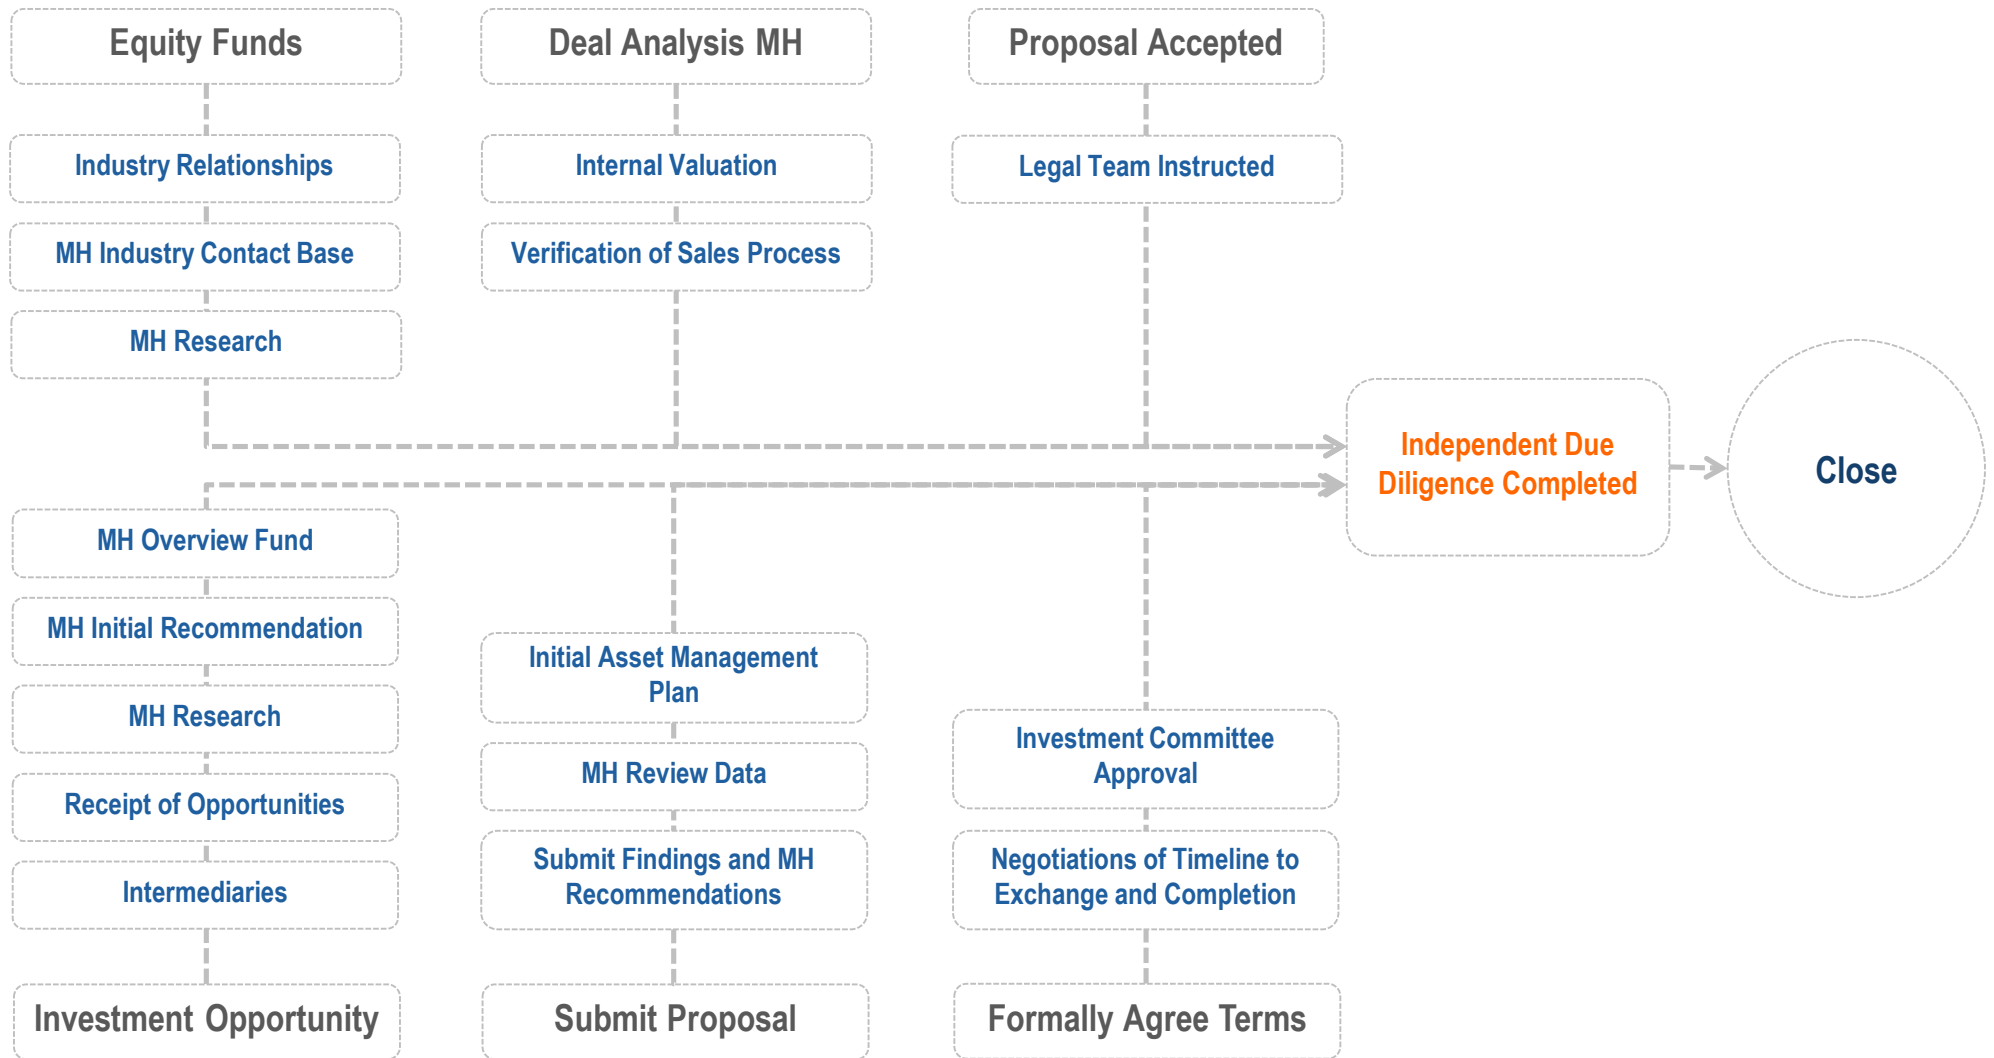 Equity Funds
Deal Analysis MH
Proposal Accepted
Industry Relationships
Internal Valuation
Legal Team Instructed
MH Industry Contact Base
Verification of Sales Process
MH Research
Independent Due
Diligence Completed
Close
MH Overview Fund
MH Initial Recommendation
Initial Asset Management
Plan
MH Research
Investment Committee
Approval
MH Review Data
Receipt of Opportunities
Submit Findings and MH
Recommendations
Negotiations of Timeline to
Exchange and Completion
Intermediaries
Investment Opportunity
Submit Proposal
Formally Agree Terms